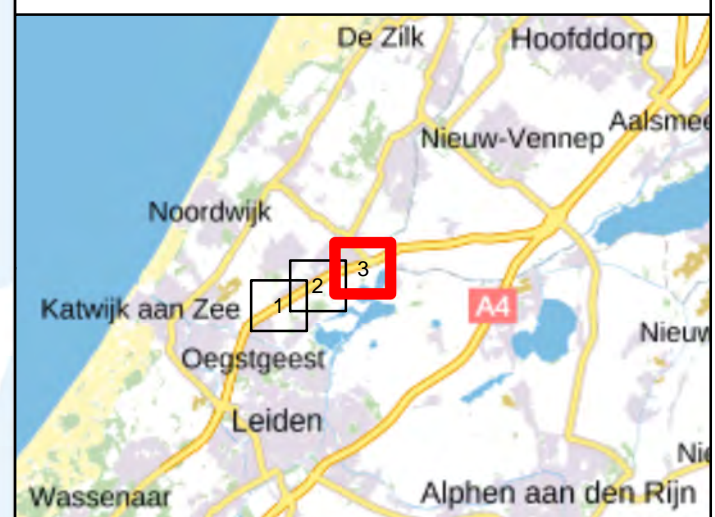 De Zilk
Hoofddorp
Aalsmee
Nieuw-Vennep
Noordwijk
3
2
1
Katwijk aan Zee
A4
Nieuw
Oegstgeest
Leiden
Nie
Wassenaar
Alphen aan den Rijn